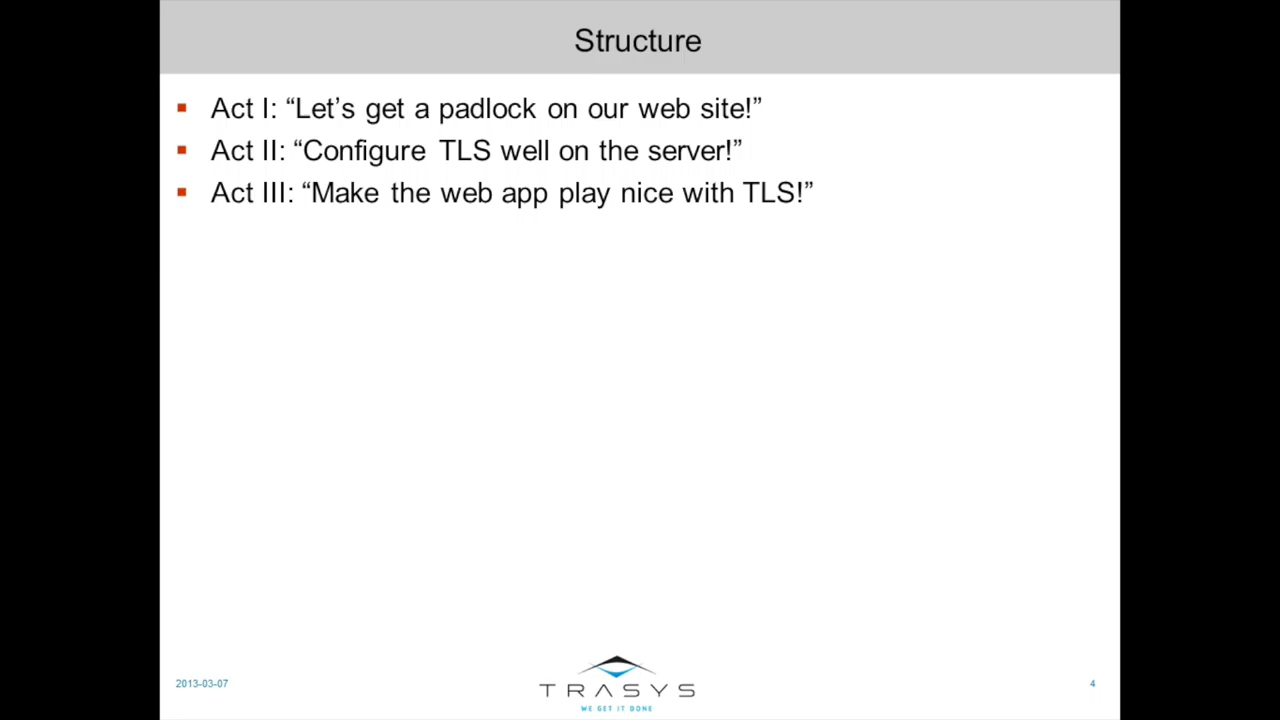 Structure
Act I: “Let’s get a padlock on our web site!”
Act II: “Configure TLS well on the server!”
Act III: “Make the web app play nice with TLS!”
2013-03-07
TRASYS
WE GET IT DONE
4